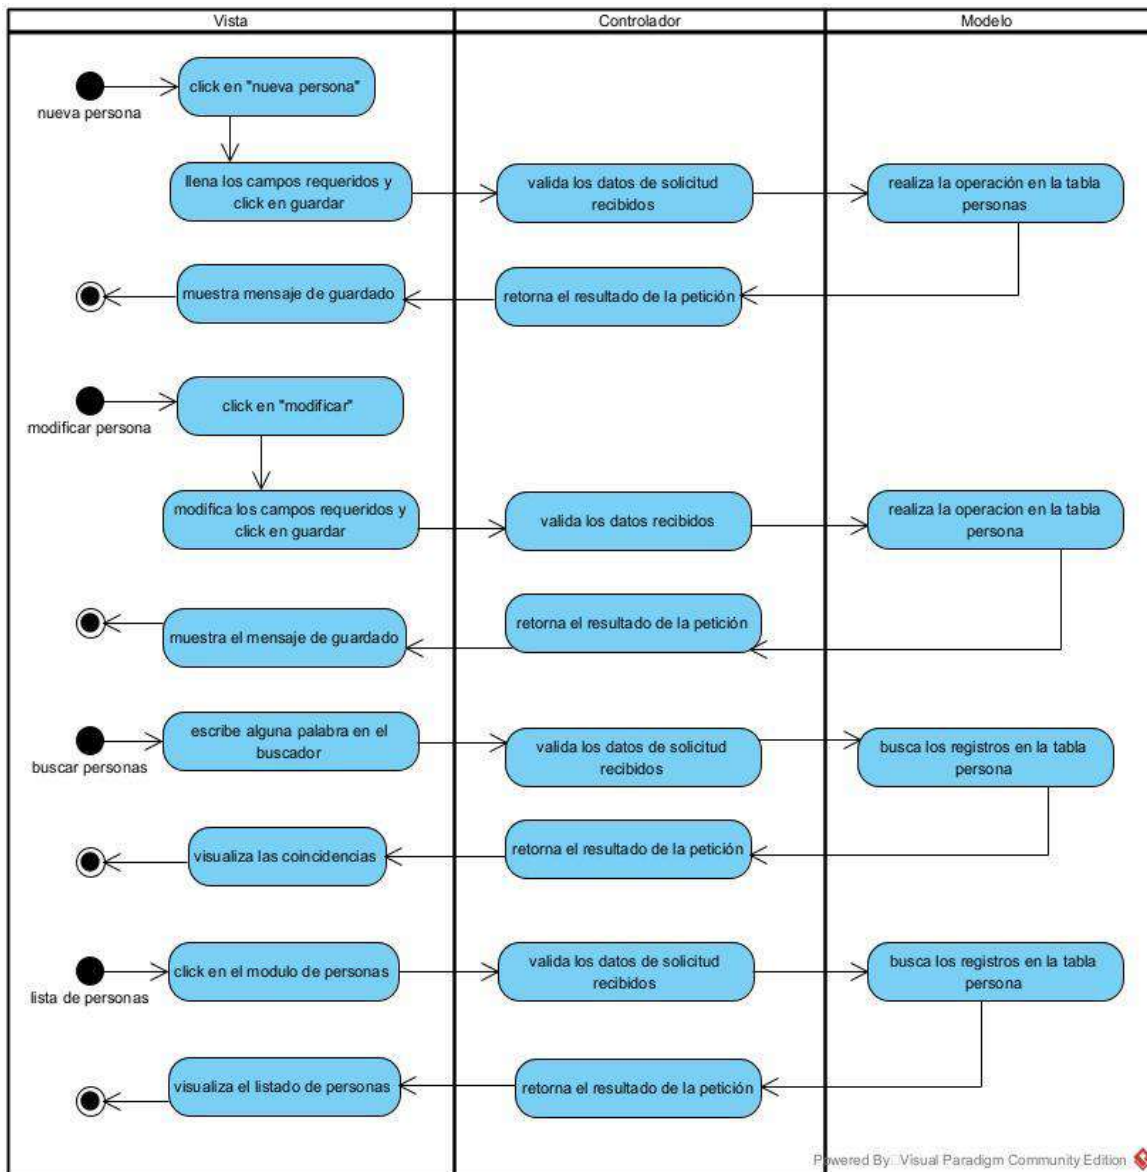 Vista
Controlador
Modelo
click en "nueva persona"
nueva persona
llena los campos requeridos y
click en guardar
valida los datos de solicitud
recibidos
realiza la operación en la tabla
personas
muestra mensaje de guardado
retorna el resultado de la petición
click en "modificar"
modificar persona
modifica los campos requeridos y
click en guardar
valida los datos recibidos
realiza la operacion en la tabla
persona
muestra el mensaje de guardado
retorna el resultado de la petición
escribe alguna palabra en el
buscador
buscar personas
valida los datos de solicitud
recibidos
busca los registros en la tabla
persona
visualiza las coincidencias
retorna el resultado de la petición
click en el modulo de personas
lista de personas
valida los datos de solicitud
recibidos
busca los registros en la tabla
persona
visualiza el listado de personas
retorna el resultado de la petición
Powered By: Visual Paradigm Community Edition